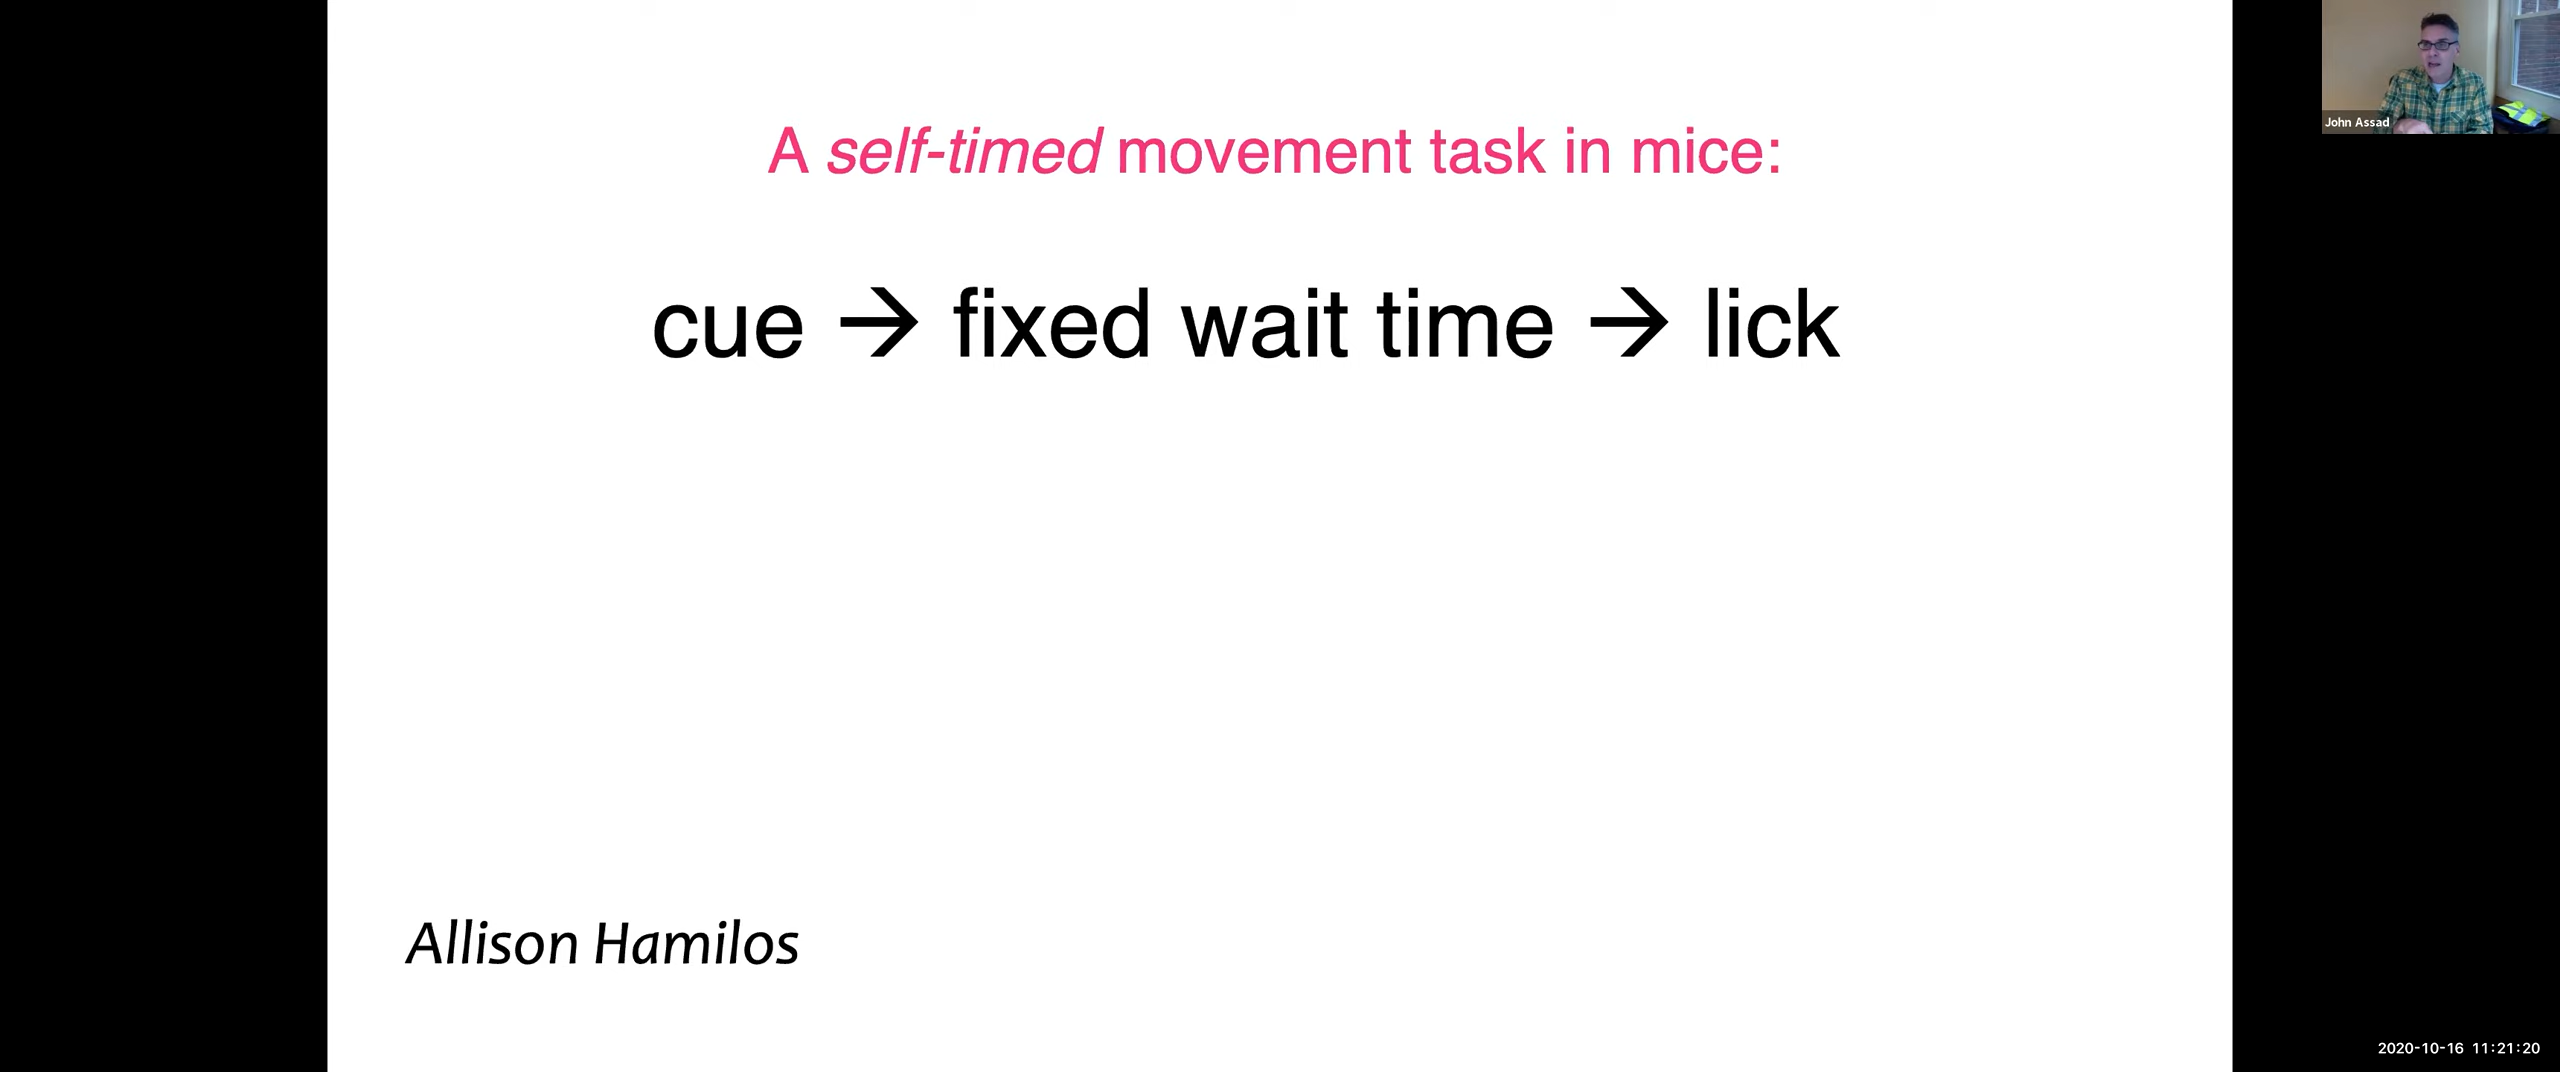 A self-timed movement task in mice:
John Assad
cue → fixed wait time → lick
Allison Hamilos
2020-10-16 11:21:20